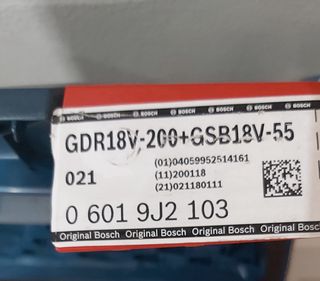 BOSCH BOSCH BOSCH BOSCH BOSCH BOSCH
GDR18V-200+GSB18V-55
(01)04059952514161
021
(11)200118
(21)021180111
0 601 9J2 103
Original Bosch Original Bosch Original Bosch Original Bosch